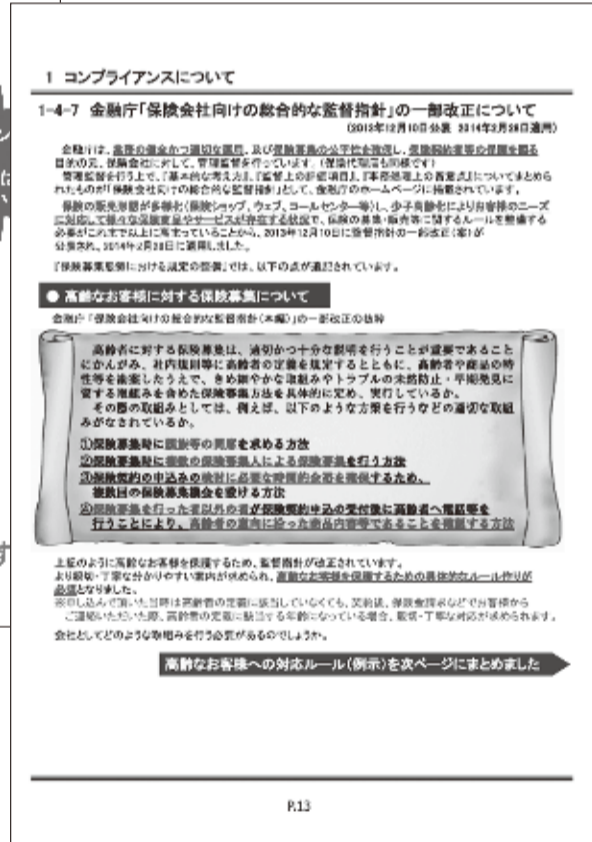 1 コンプライアンスについて
1-4-7 金融庁「保険会社向けの総合的な監督指針」の一部改正について
(2013年12月10日公表 2014年2月28日適用)
金融庁は、業務の健全かつ適切な運用、及び保険募集の公平性を確保し、保険契約者等の保護を図る
目的の元、保険会社に対して、管理監督を行っています。(保険代理店も同様です)
管理監督を行う上で、『基本的な考え方』、『監督上の評価項目』、『事務処理上の留意点』についてまとめら
れたものが「保険会社向けの総合的な監督指針」として、金融庁のホームページに掲載されています。
保険の販売形態が多様化(保険ショップ、ウェブ、コールセンター等)し、少子高齢化によりお客様のニーズ
に対応して様々な保険商品やサービスが存在する状況で、保険の募集・販売等に関するルールを整備する
必要がこれまで以上に高まっていることから、2013年12月10日に監督指針の一部改正(案)が
公表され、2014年2月28日に適用しました。
『保険募集態勢における規定の整備』では、以下の点が追記されています。
● 高齢なお客様に対する保険募集について
金融庁「保険会社向けの総合的な監督指針(本編)」の一部改正の抜粋
高齢者に対する保険募集は、適切かつ十分な説明を行うことが重要であること
にかんがみ、社内規則等に高齢者の定義を規定するとともに、高齢者や商品の特
性等を勘案したうえで、きめ細やかな取組みやトラブルの未然防止・早期発見に
資する取組みを含めた保険募集方法を具体的に定め、実行しているか。
その際の取組みとしては、例えば、以下のような方策を行うなどの適切な取組
みがなされているか。
①保険募集時に親族等の同席を求める方法
②保険募集時に複数の保険募集人による保険募集を行う方法
③保険契約の申込みの検討に必要な時間的余裕を確保するため、
複数回の保険募集機会を設ける方法
④保険募集を行った者以外の者が保険契約申込の受付後に高齢者へ電話等を
行うことにより、高齢者の意向に沿った商品内容等であることを確認する方法
上記のように高齢なお客様を保護するため、監督指針が改正されています。
より親切・丁寧な分かりやすい案内が求められ、高齢なお客様を保護するための具体的なルール作りが
必須となりました。
※申し込んで頂いた当時は高齢者の定義に該当していなくても、契約後、保険金請求などでお客様から
ご連絡いただいた際、高齢者の定義に該当する年齢になっている場合、親切・丁寧な対応が求められます。
会社としてどのような取組みを行う必要があるのでしょうか。
高齢なお客様への対応ルール(例示)を次ページにまとめました
P.13